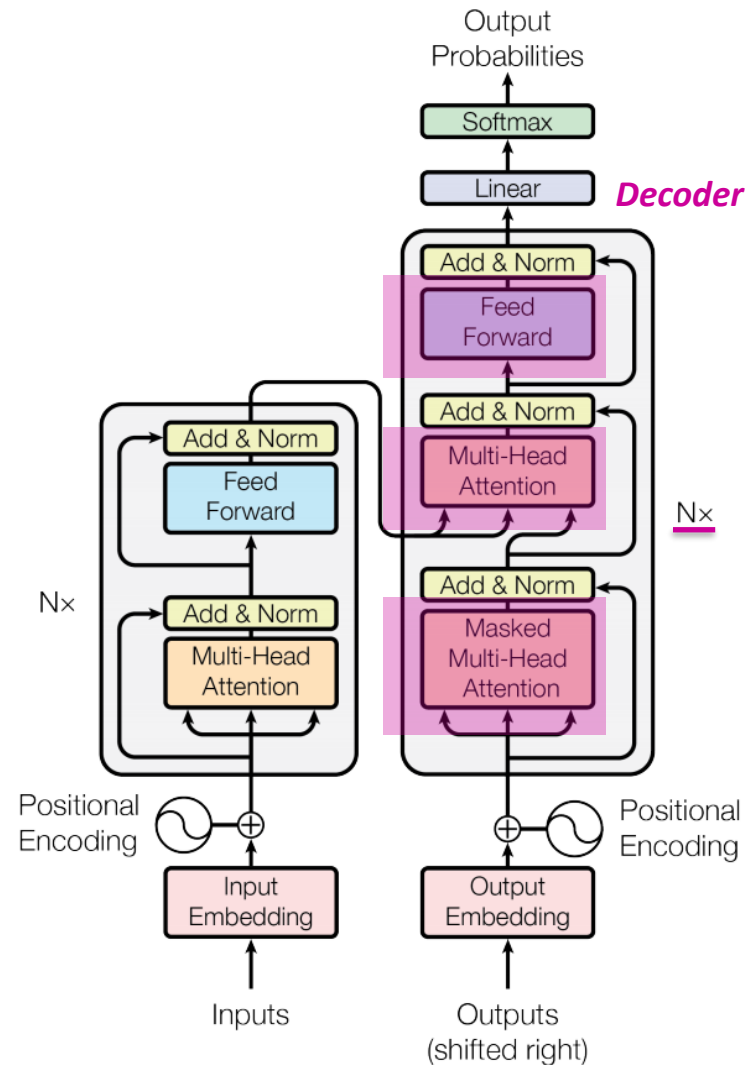 Output
Probabilities
Softmax
Linear
Decoder
Add & Norm
Feed
Forward
Add & Norm
Multi-Head
Attention
N×
Add & Norm
Masked
Multi-Head
Attention
Add & Norm
Feed
Forward
N×
Add & Norm
Multi-Head
Attention
Positional
Encoding
Positional
Encoding
Input
Embedding
Output
Embedding
Inputs
Outputs
(shifted right)